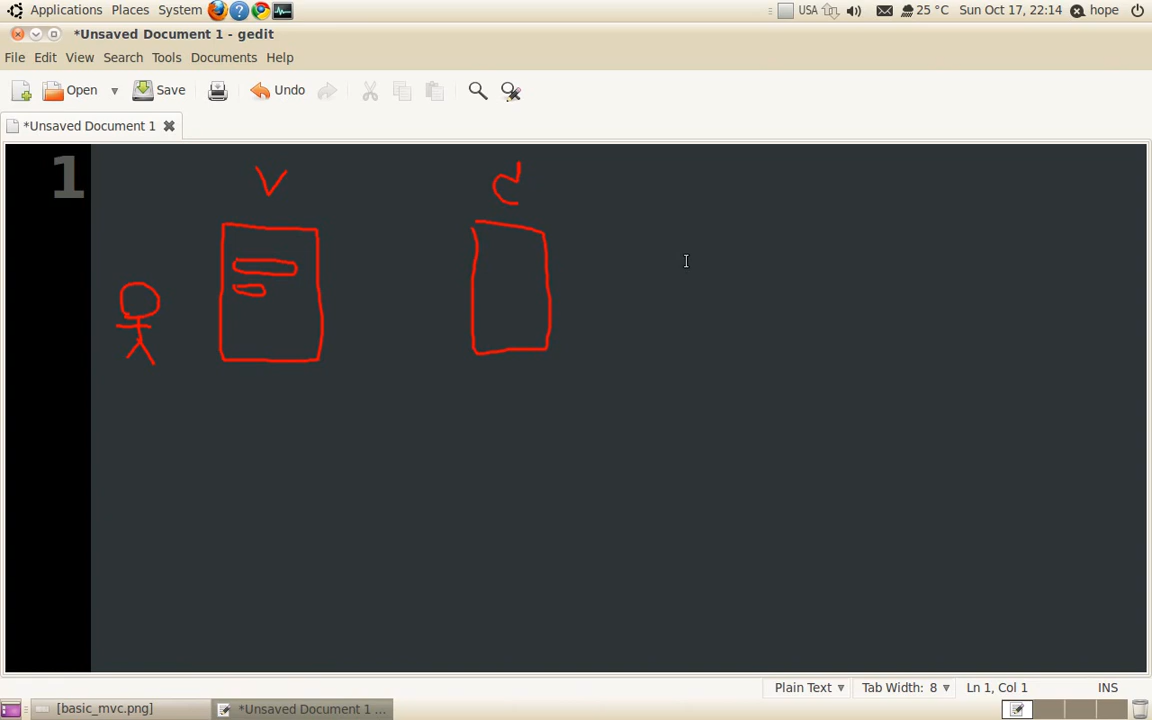 Applications Places System USA 25 °C Sun Oct 17, 22:14 hope
*Unsaved Document 1 - gedit
File Edit View Search Tools Documents Help
Open Save Undo
*Unsaved Document 1
1
V C
Plain Text Tab Width: 8 Ln 1, Col 1 INS
[basic_mvc.png] *Unsaved Document 1 ...